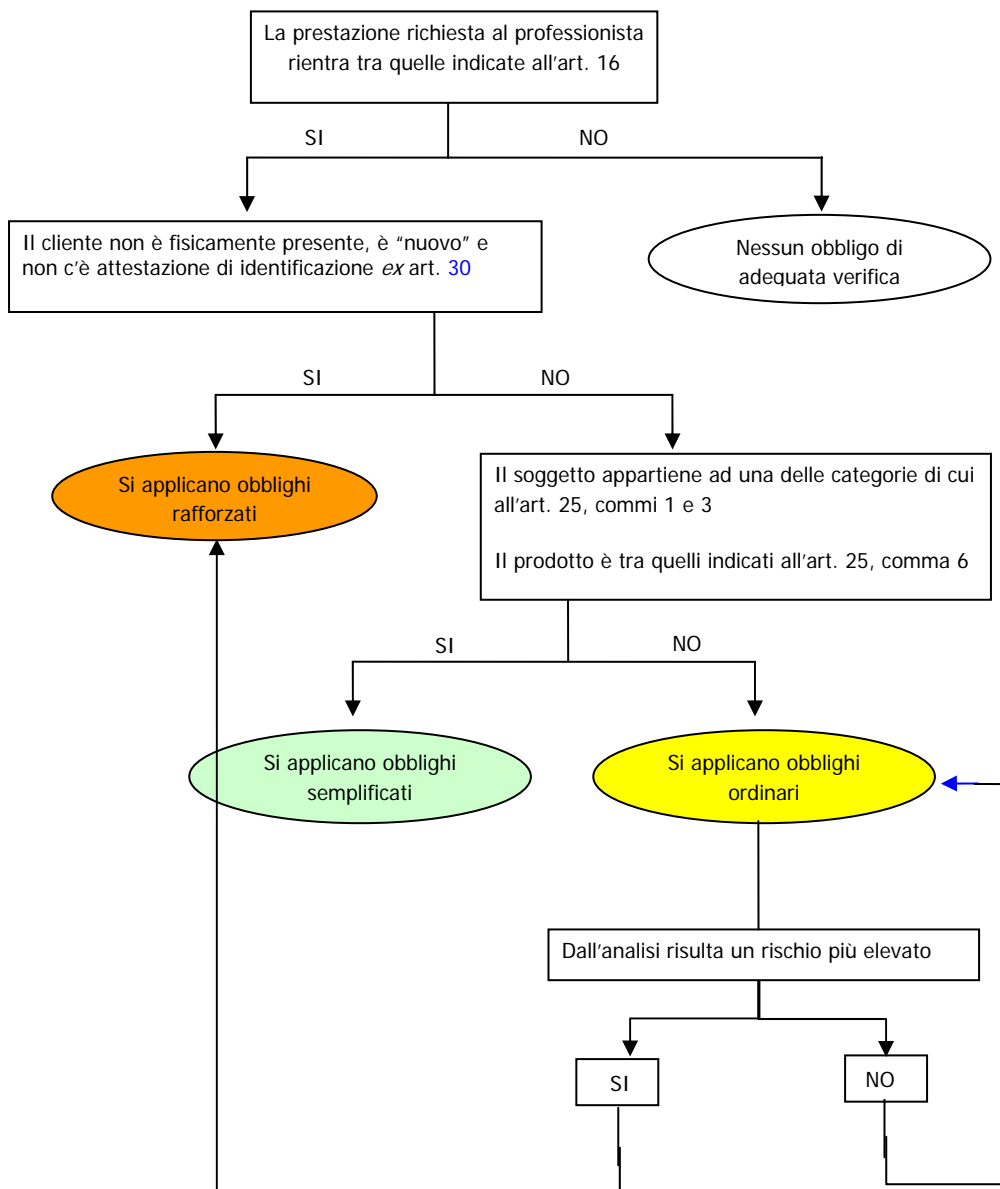 La prestazione richiesta al professionista
rientra tra quelle indicate all'art. 16
SI
NO
Il cliente non è fisicamente presente, è “nuovo” e
non c'è attestazione di identificazione ex art. 30
Nessun obbligo di
adeguata verifica
SI
NO
Si applicano obblighi
rafforzati
Il soggetto appartiene ad una delle categorie di cui
all'art. 25, commi 1 e 3
Il prodotto è tra quelli indicati all'art. 25, comma 6
SI
NO
Si applicano obblighi
semplificati
Si applicano obblighi
ordinari
Dall'analisi risulta un rischio più elevato
SI
NO